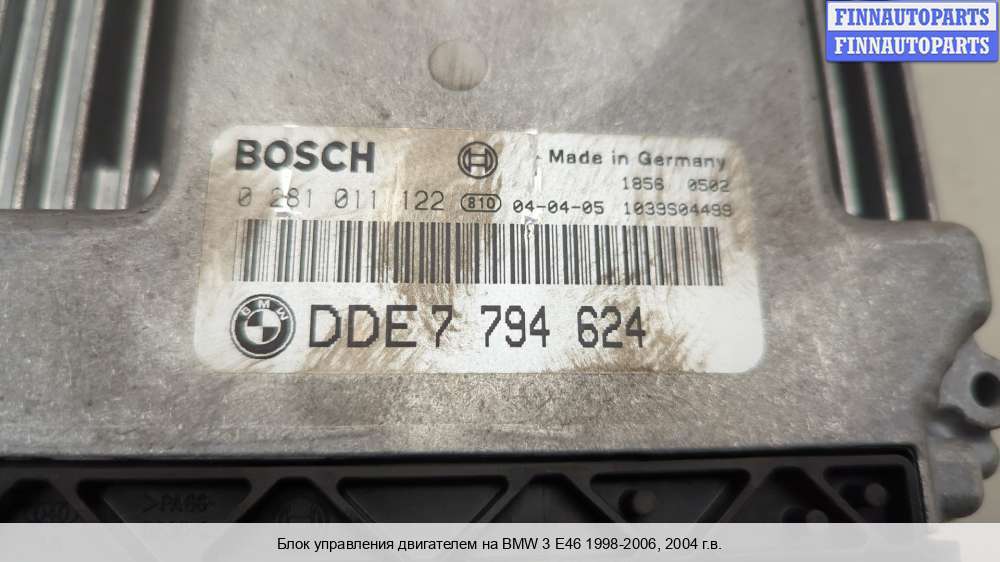 FINNAUTOPARTS
FINNAUTOPARTS
BOSCH
Made in Germany
1856 0502
0 281 011 122 810 04-04-05 1039S04499
BMW
DDE 7 794 624
Блок управления двигателем на BMW 3 E46 1998-2006, 2004 г.в.